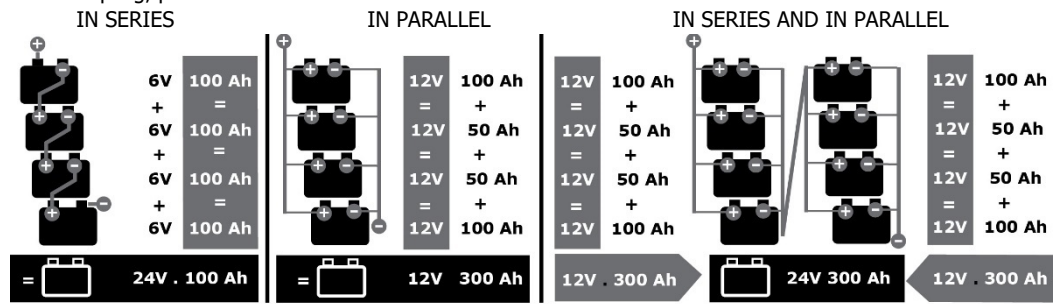 IN SERIES
+
6V 100 Ah
+ =
6V 100 Ah
+ =
6V 100 Ah
+ =
6V 100 Ah
= 24V . 100 Ah
IN PARALLEL
+
12V 100 Ah
= +
12V 50 Ah
= +
12V 50 Ah
= +
12V 100 Ah
= 12V 300 Ah
IN SERIES AND IN PARALLEL
12V 100 Ah
= +
12V 50 Ah
= +
12V 50 Ah
= +
12V 100 Ah
12V . 300 Ah
12V 100 Ah
= +
12V 50 Ah
= +
12V 50 Ah
= +
12V 100 Ah
24V 300 Ah
12V . 300 Ah